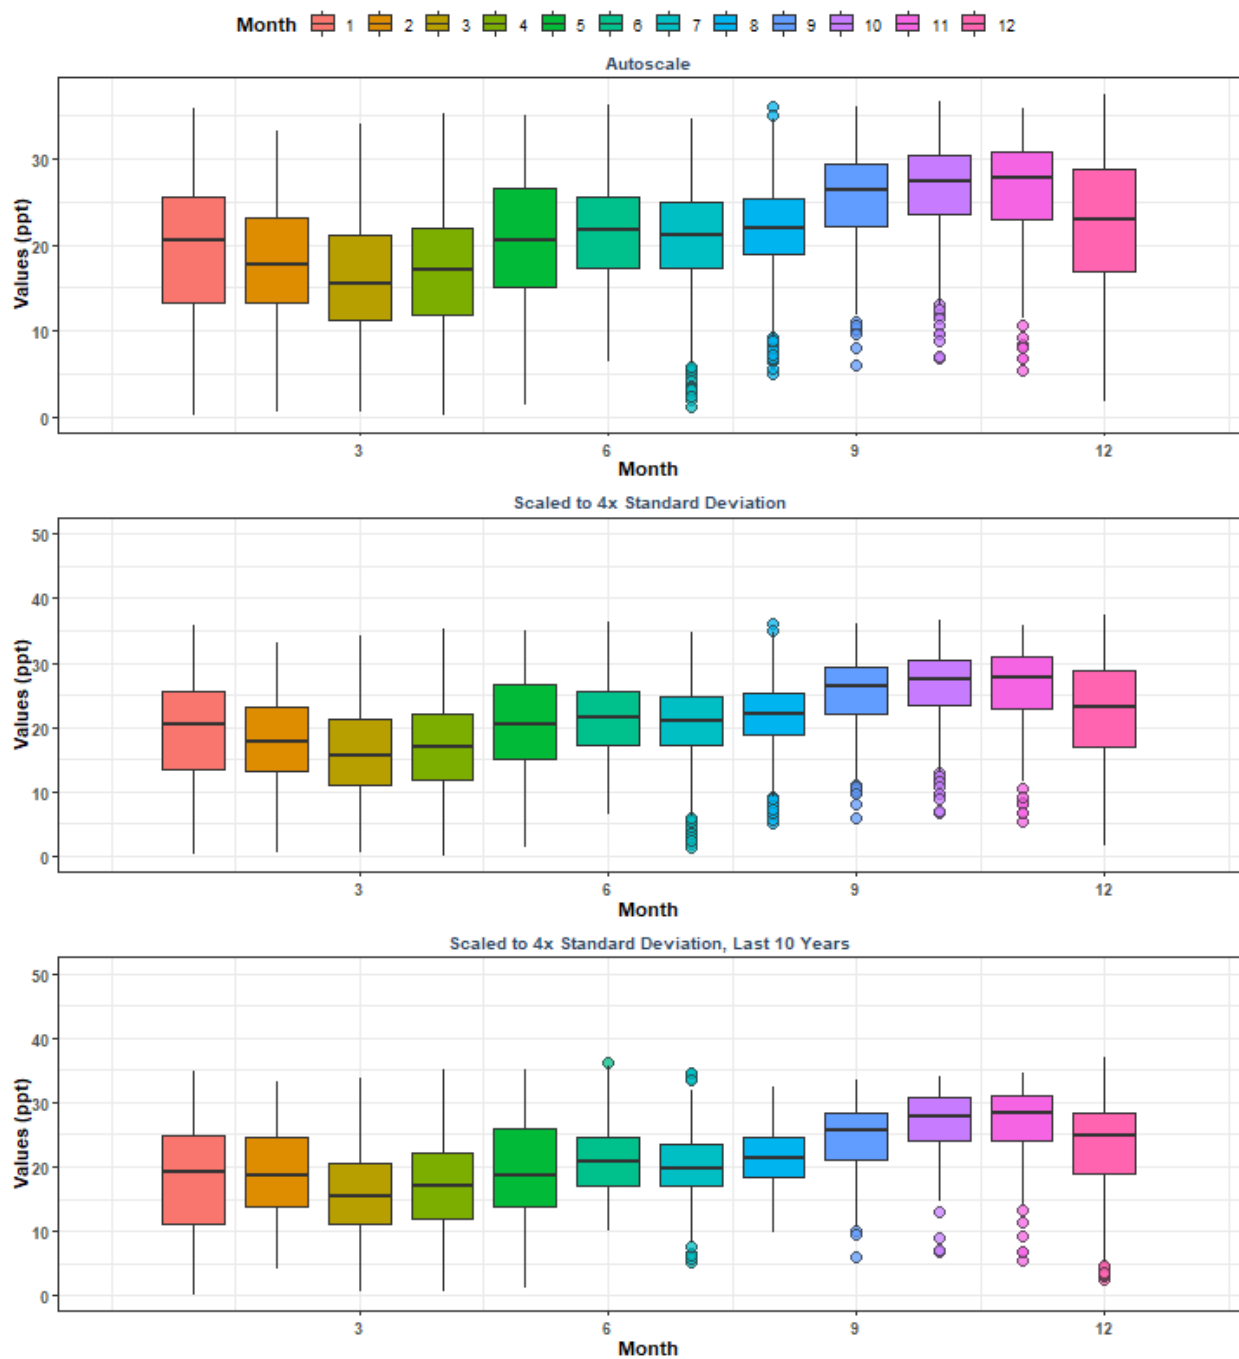 Month 1 2 3 4 5 6 7 8 9 10 11 12
Autoscale
Values (ppt)
30
20
10
0
3 6 9 12
Month
Scaled to 4x Standard Deviation
Values (ppt)
50
40
30
20
10
0
3 6 9 12
Month
Scaled to 4x Standard Deviation, Last 10 Years
Values (ppt)
50
40
30
20
10
0
3 6 9 12
Month